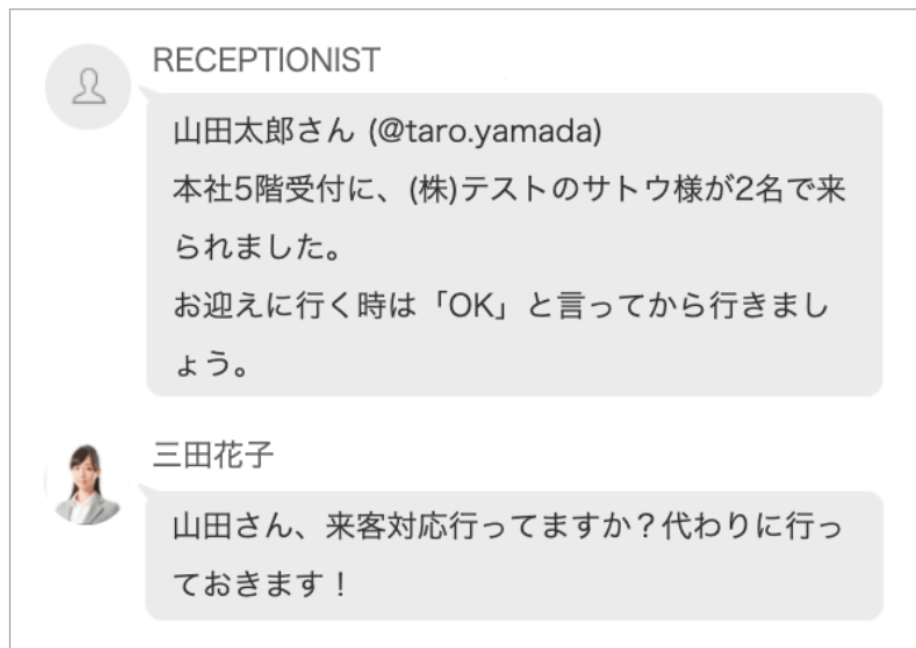 RECEPTIONIST
山田太郎さん (@taro.yamada)
本社5階受付に、(株)テストのサトウ様が2名で来
られました。
お迎えに行く時は「OK」と言ってから行きまし
ょう。
三田花子
山田さん、来客対応行ってますか？代わりに行っ
ておきます！